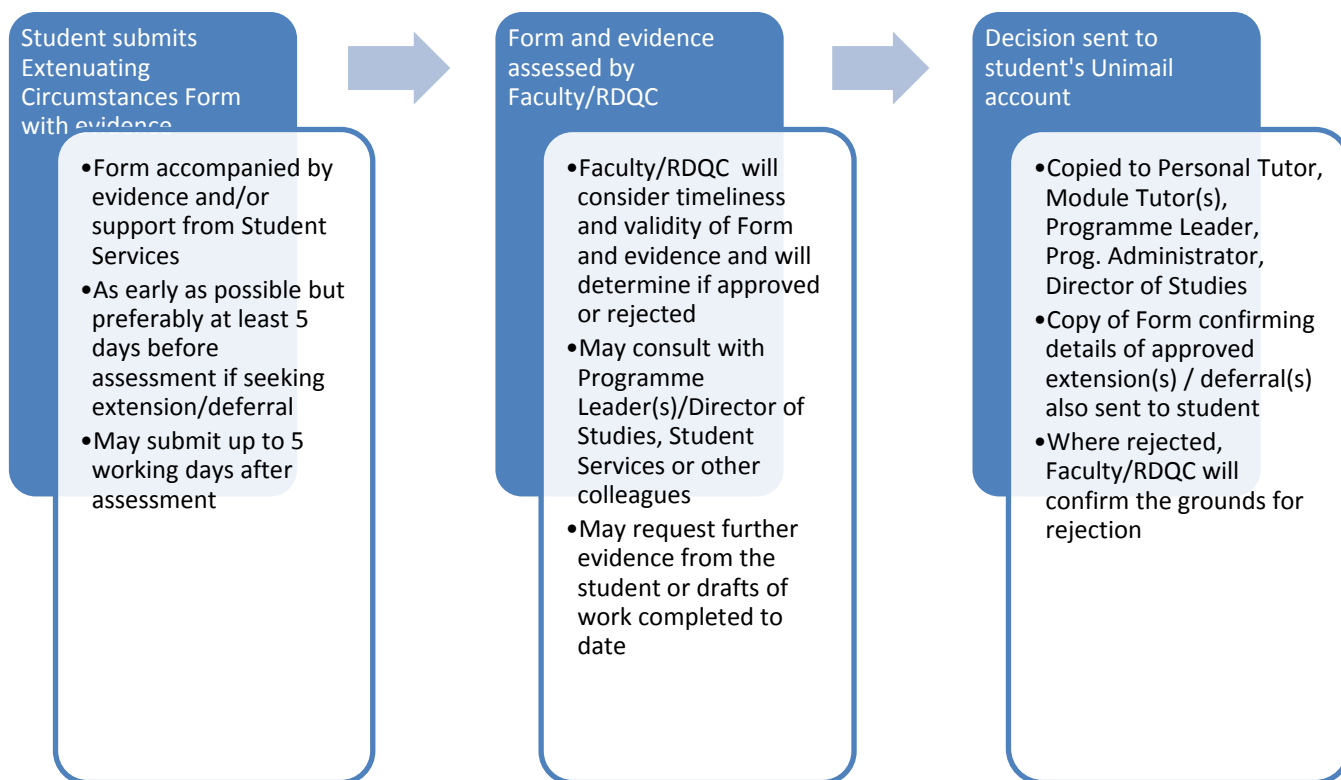 Student submits
Extenuating
Circumstances Form
with evidence
•Form accompanied by
evidence and/or
support from Student
Services
•As early as possible but
preferably at least 5
days before
assessment if seeking
extension/deferral
•May submit up to 5
working days after
assessment
Form and evidence
assessed by
Faculty/RDQC
•Faculty/RDQC will
consider timeliness
and validity of Form
and evidence and will
determine if approved
or rejected
•May consult with
Programme
Leader(s)/Director of
Studies, Student
Services or other
colleagues
•May request further
evidence from the
student or drafts of
work completed to
date
Decision sent to
student's Unimail
account
•Copied to Personal Tutor,
Module Tutor(s),
Programme Leader,
Prog. Administrator,
Director of Studies
•Copy of Form confirming
details of approved
extension(s) / deferral(s)
also sent to student
•Where rejected,
Faculty/RDQC will
confirm the grounds for
rejection